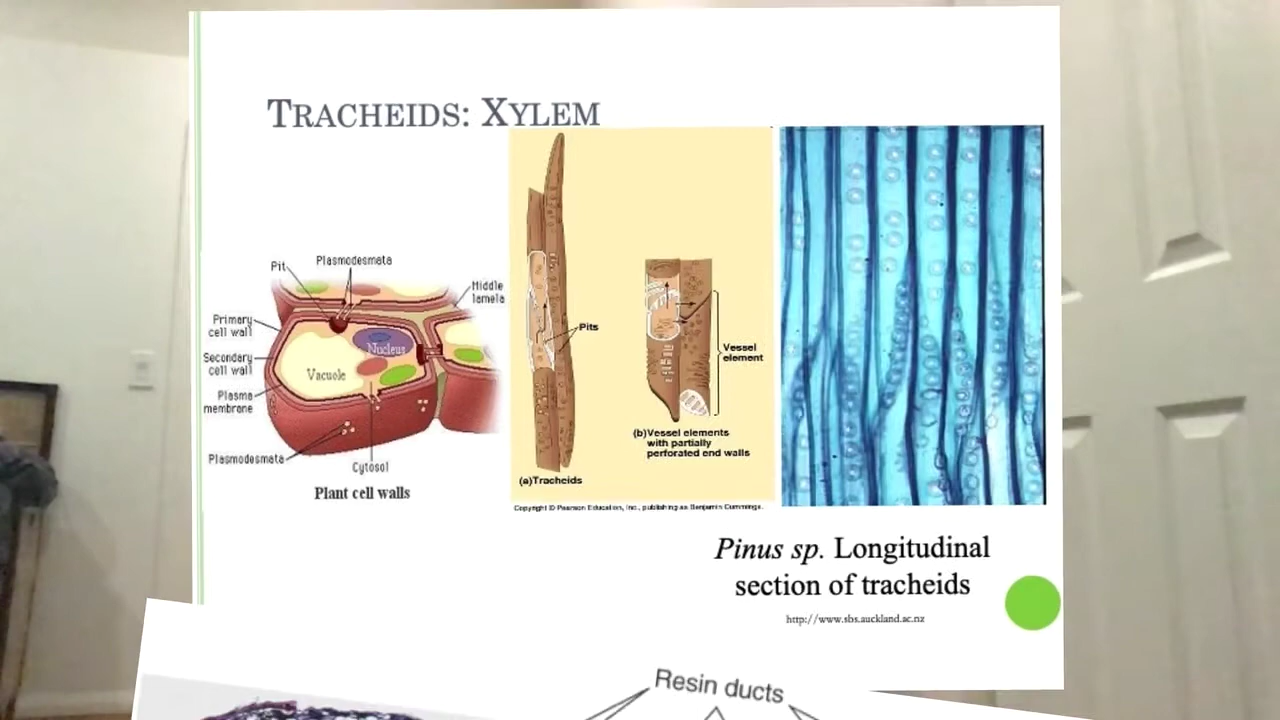 TRACHEIDS: XYLEM
Pit
Plasmodesmata
Middle
lamela
Primary
cell wall
Nucleus
Secondary
cell wall
Vacuole
Plasma
membrane
Plasmodesmata
Cytosol
Plant cell walls
Pits
(a)Tracheids
Vessel
element
(b)Vessel elements
with partially
perforated end walls
Copyright © Pearson Education, Inc., publishing as Benjamin Cummings.
Pinus sp. Longitudinal
section of tracheids
http://www.sbs.auckland.ac.nz
Resin ducts